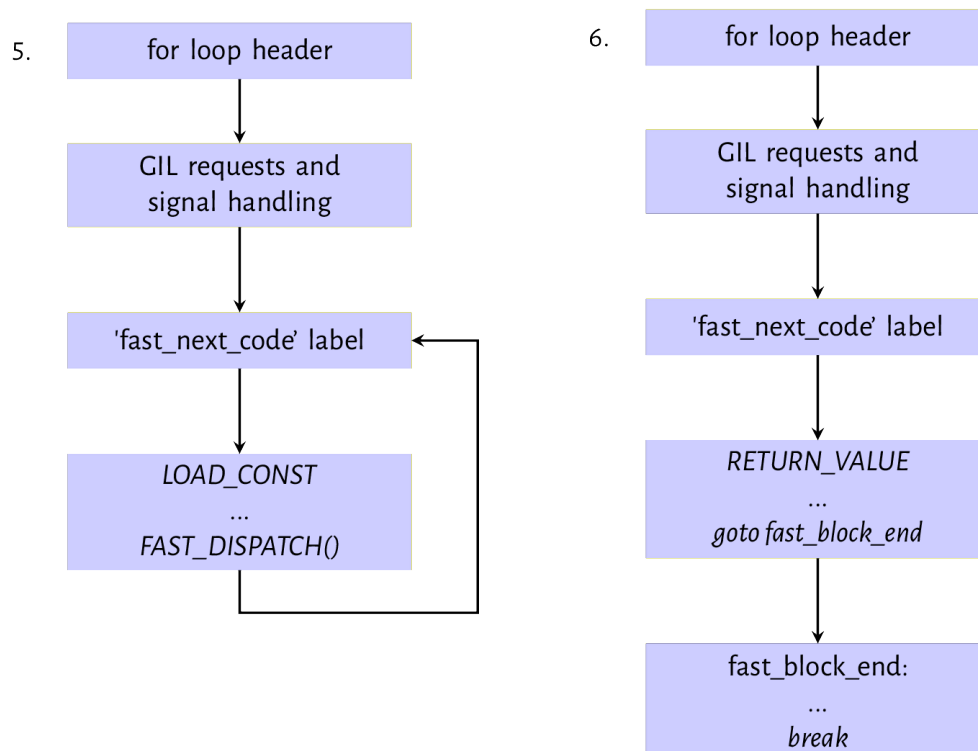 5.
for loop header
GIL requests and
signal handling
'fast_next_code’ label
LOAD_CONST
...
FAST_DISPATCH()
6.
for loop header
GIL requests and
signal handling
'fast_next_code’ label
RETURN_VALUE
...
goto fast_block_end
fast_block_end:
...
break